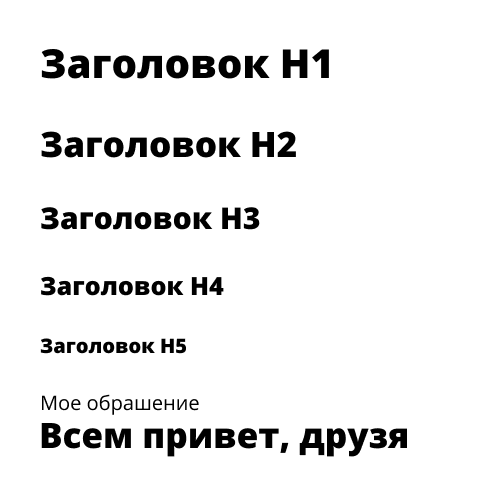 Заголовок H1
Заголовок H2
Заголовок H3
Заголовок H4
Заголовок H5
Мое обрашение
Всем привет, друзя